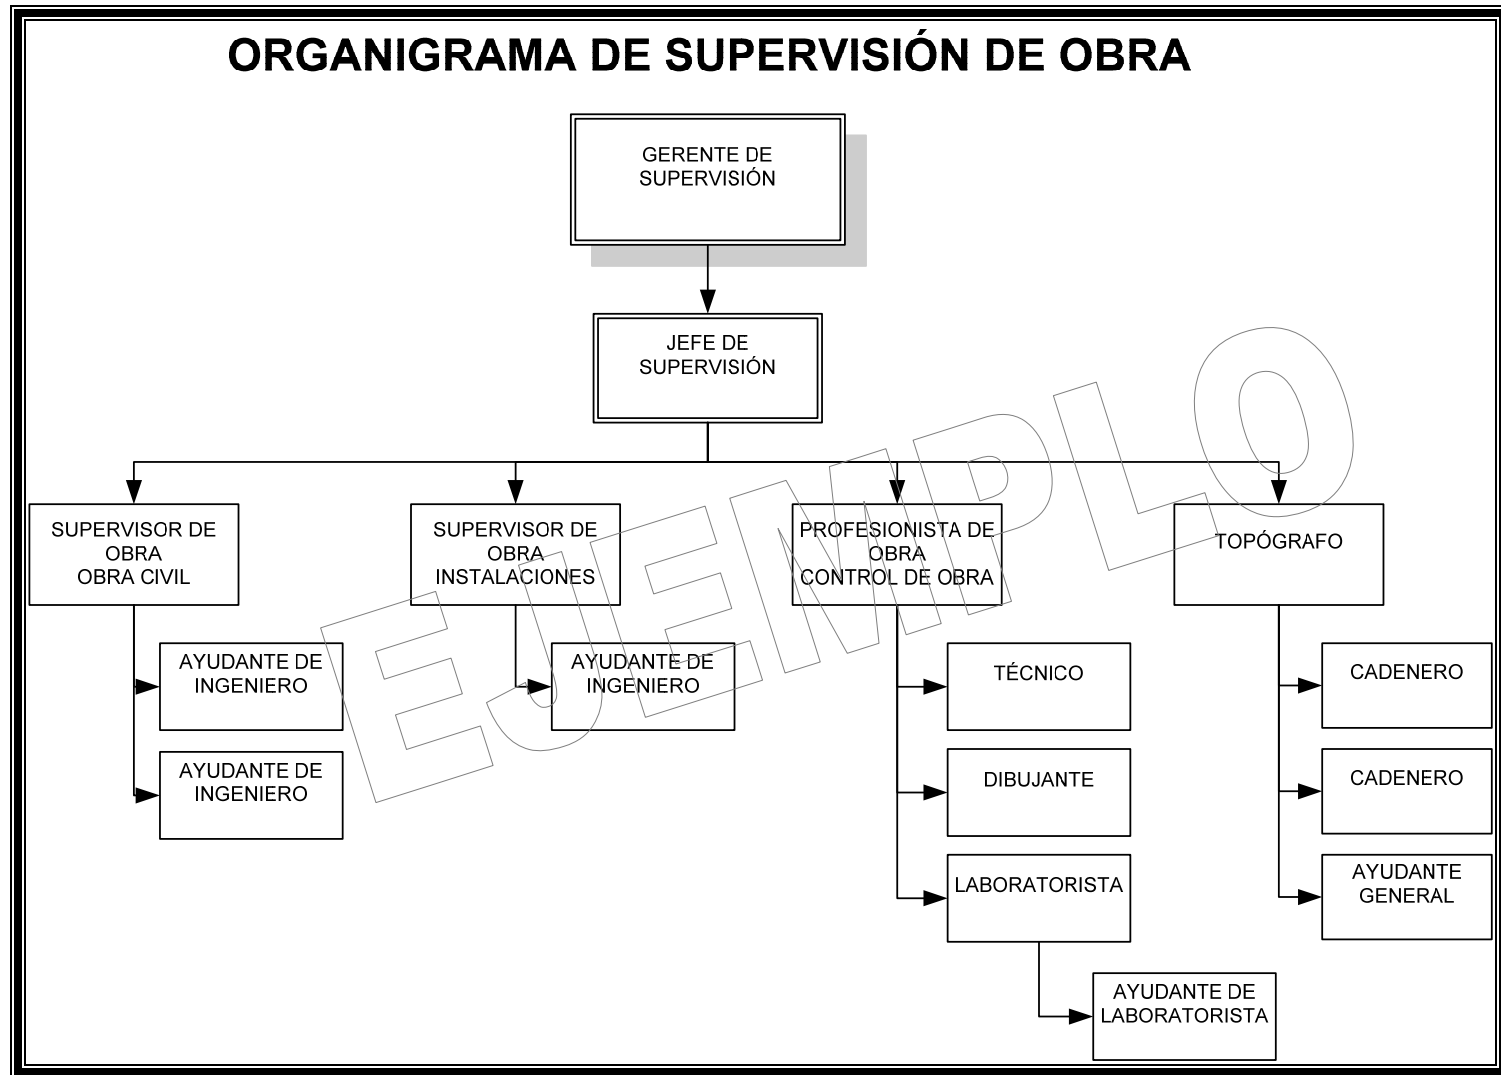 ORGANIGRAMA DE SUPERVISIÓN DE OBRA
GERENTE DE
SUPERVISIÓN
JEFE DE
SUPERVISIÓN
SUPERVISOR DE
OBRA
OBRA CIVIL
SUPERVISOR DE
OBRA
INSTALACIONES
PROFESIONISTA DE
OBRA
CONTROL DE OBRA
TOPÓGRAFO
AYUDANTE DE
INGENIERO
AYUDANTE DE
INGENIERO
AYUDANTE DE
INGENIERO
TÉCNICO
DIBUJANTE
LABORATORISTA
AYUDANTE DE
LABORATORISTA
CADENERO
CADENERO
AYUDANTE
GENERAL
EJEMPLO